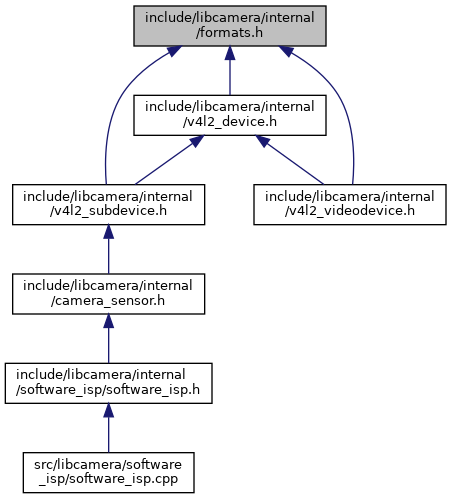 include/libcamera/internal
/formats.h
include/libcamera/internal
/v4l2_device.h
include/libcamera/internal
/v4l2_subdevice.h
include/libcamera/internal
/v4l2_videodevice.h
include/libcamera/internal
/camera_sensor.h
include/libcamera/internal
/software_isp/software_isp.h
src/libcamera/software
_isp/software_isp.cpp